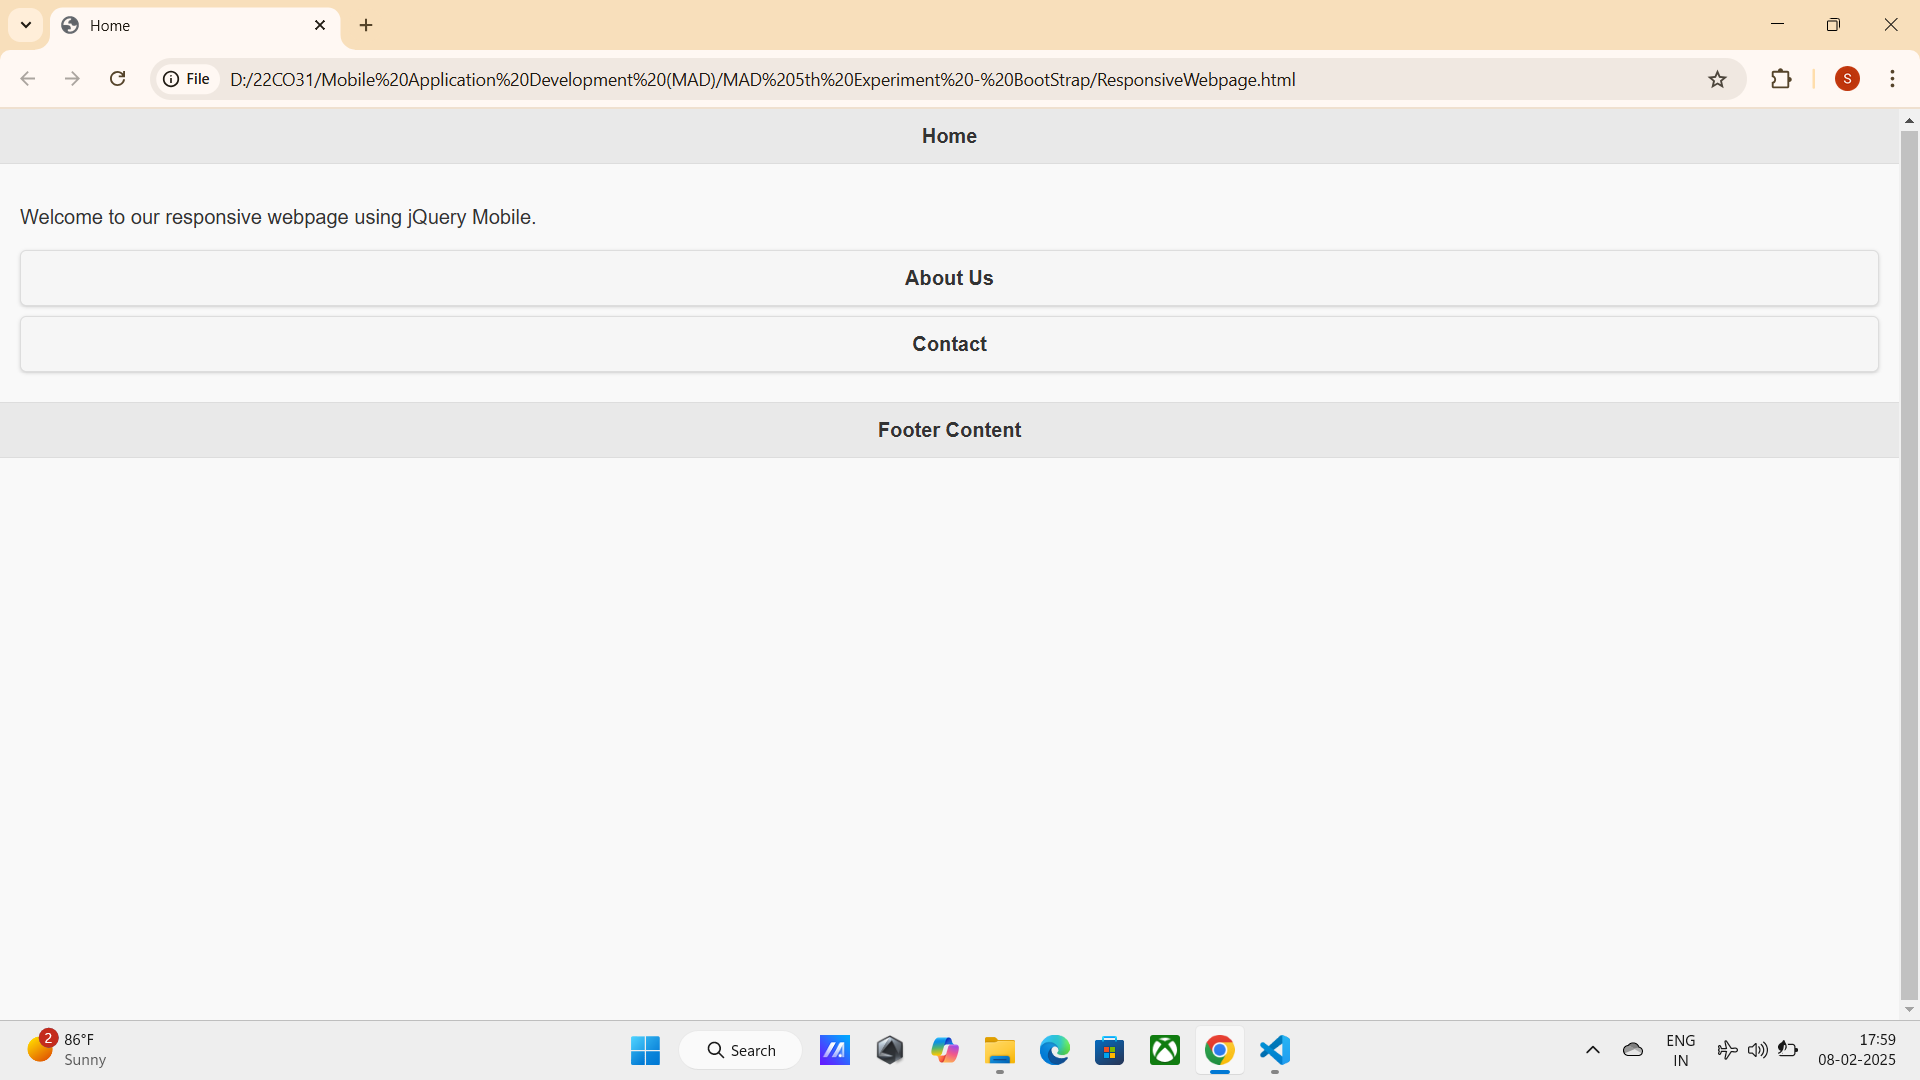 Home
File
D:/22CO31/Mobile%20Application%20Development%20(MAD)/MAD%205th%20Experiment%20-%20BootStrap/ResponsiveWebpage.html
S
Home
Welcome to our responsive webpage using jQuery Mobile.
About Us
Contact
Footer Content
2
86°F
Sunny
Search
ENG
IN
17:59
08-02-2025